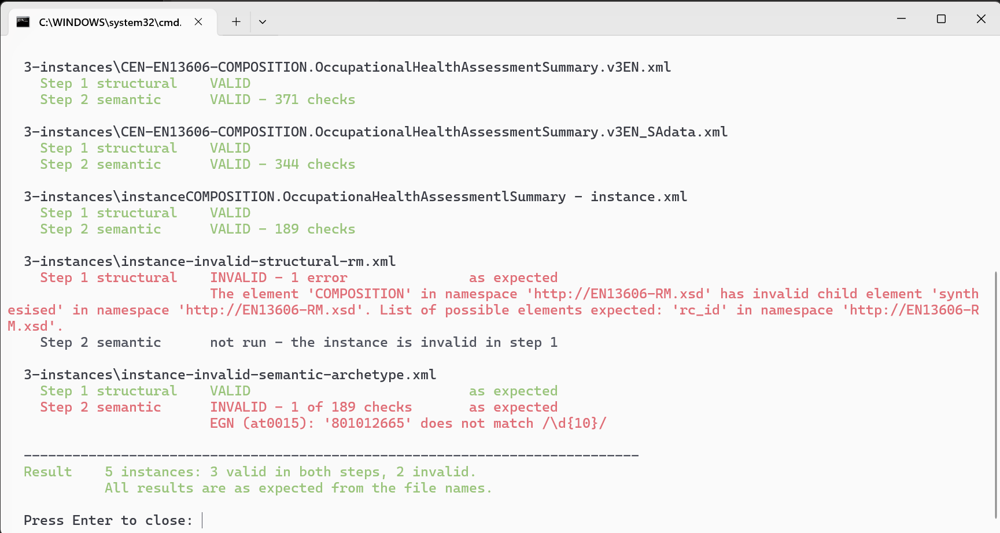 C:\WINDOWS\system32\cmd.
3-instances\CEN-EN13606-COMPOSITION.OccupationalHealthAssessmentSummary.v3EN.xml
Step 1 structural    VALID
Step 2 semantic      VALID - 371 checks
3-instances\CEN-EN13606-COMPOSITION.OccupationalHealthAssessmentSummary.v3EN_SAdata.xml
Step 1 structural    VALID
Step 2 semantic      VALID - 344 checks
3-instances\instanceCOMPOSITION.OccupationaHealthAssessmentlSummary - instance.xml
Step 1 structural    VALID
Step 2 semantic      VALID - 189 checks
3-instances\instance-invalid-structural-rm.xml
Step 1 structural    INVALID - 1 error               as expected
The element 'COMPOSITION' in namespace 'http://EN13606-RM.xsd' has invalid child element 'synth
esised' in namespace 'http://EN13606-RM.xsd'. List of possible elements expected: 'rc_id' in namespace 'http://EN13606-R
M.xsd'.
Step 2 semantic      not run - the instance is invalid in step 1
3-instances\instance-invalid-semantic-archetype.xml
Step 1 structural    VALID                           as expected
Step 2 semantic      INVALID - 1 of 189 checks       as expected
EGN (at0015): '801012665' does not match /\d{10}/
----------------------------------------------------------------------------
Result    5 instances: 3 valid in both steps, 2 invalid.
All results are as expected from the file names.
Press Enter to close: